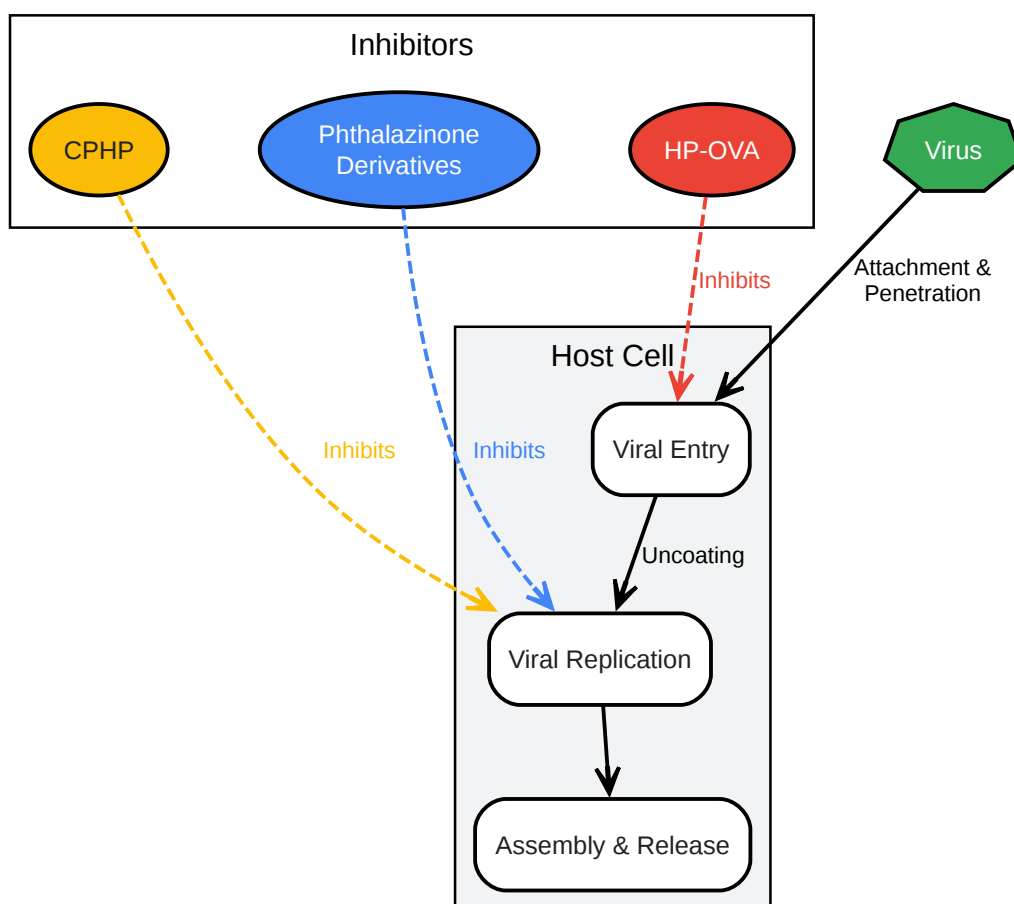 Inhibitors
CPHP
Phthalazinone
Derivatives
HP-OVA
Virus
Inhibits
Attachment &
Penetration
Host Cell
Inhibits
Inhibits
Viral Entry
Uncoating
Viral Replication
Assembly & Release